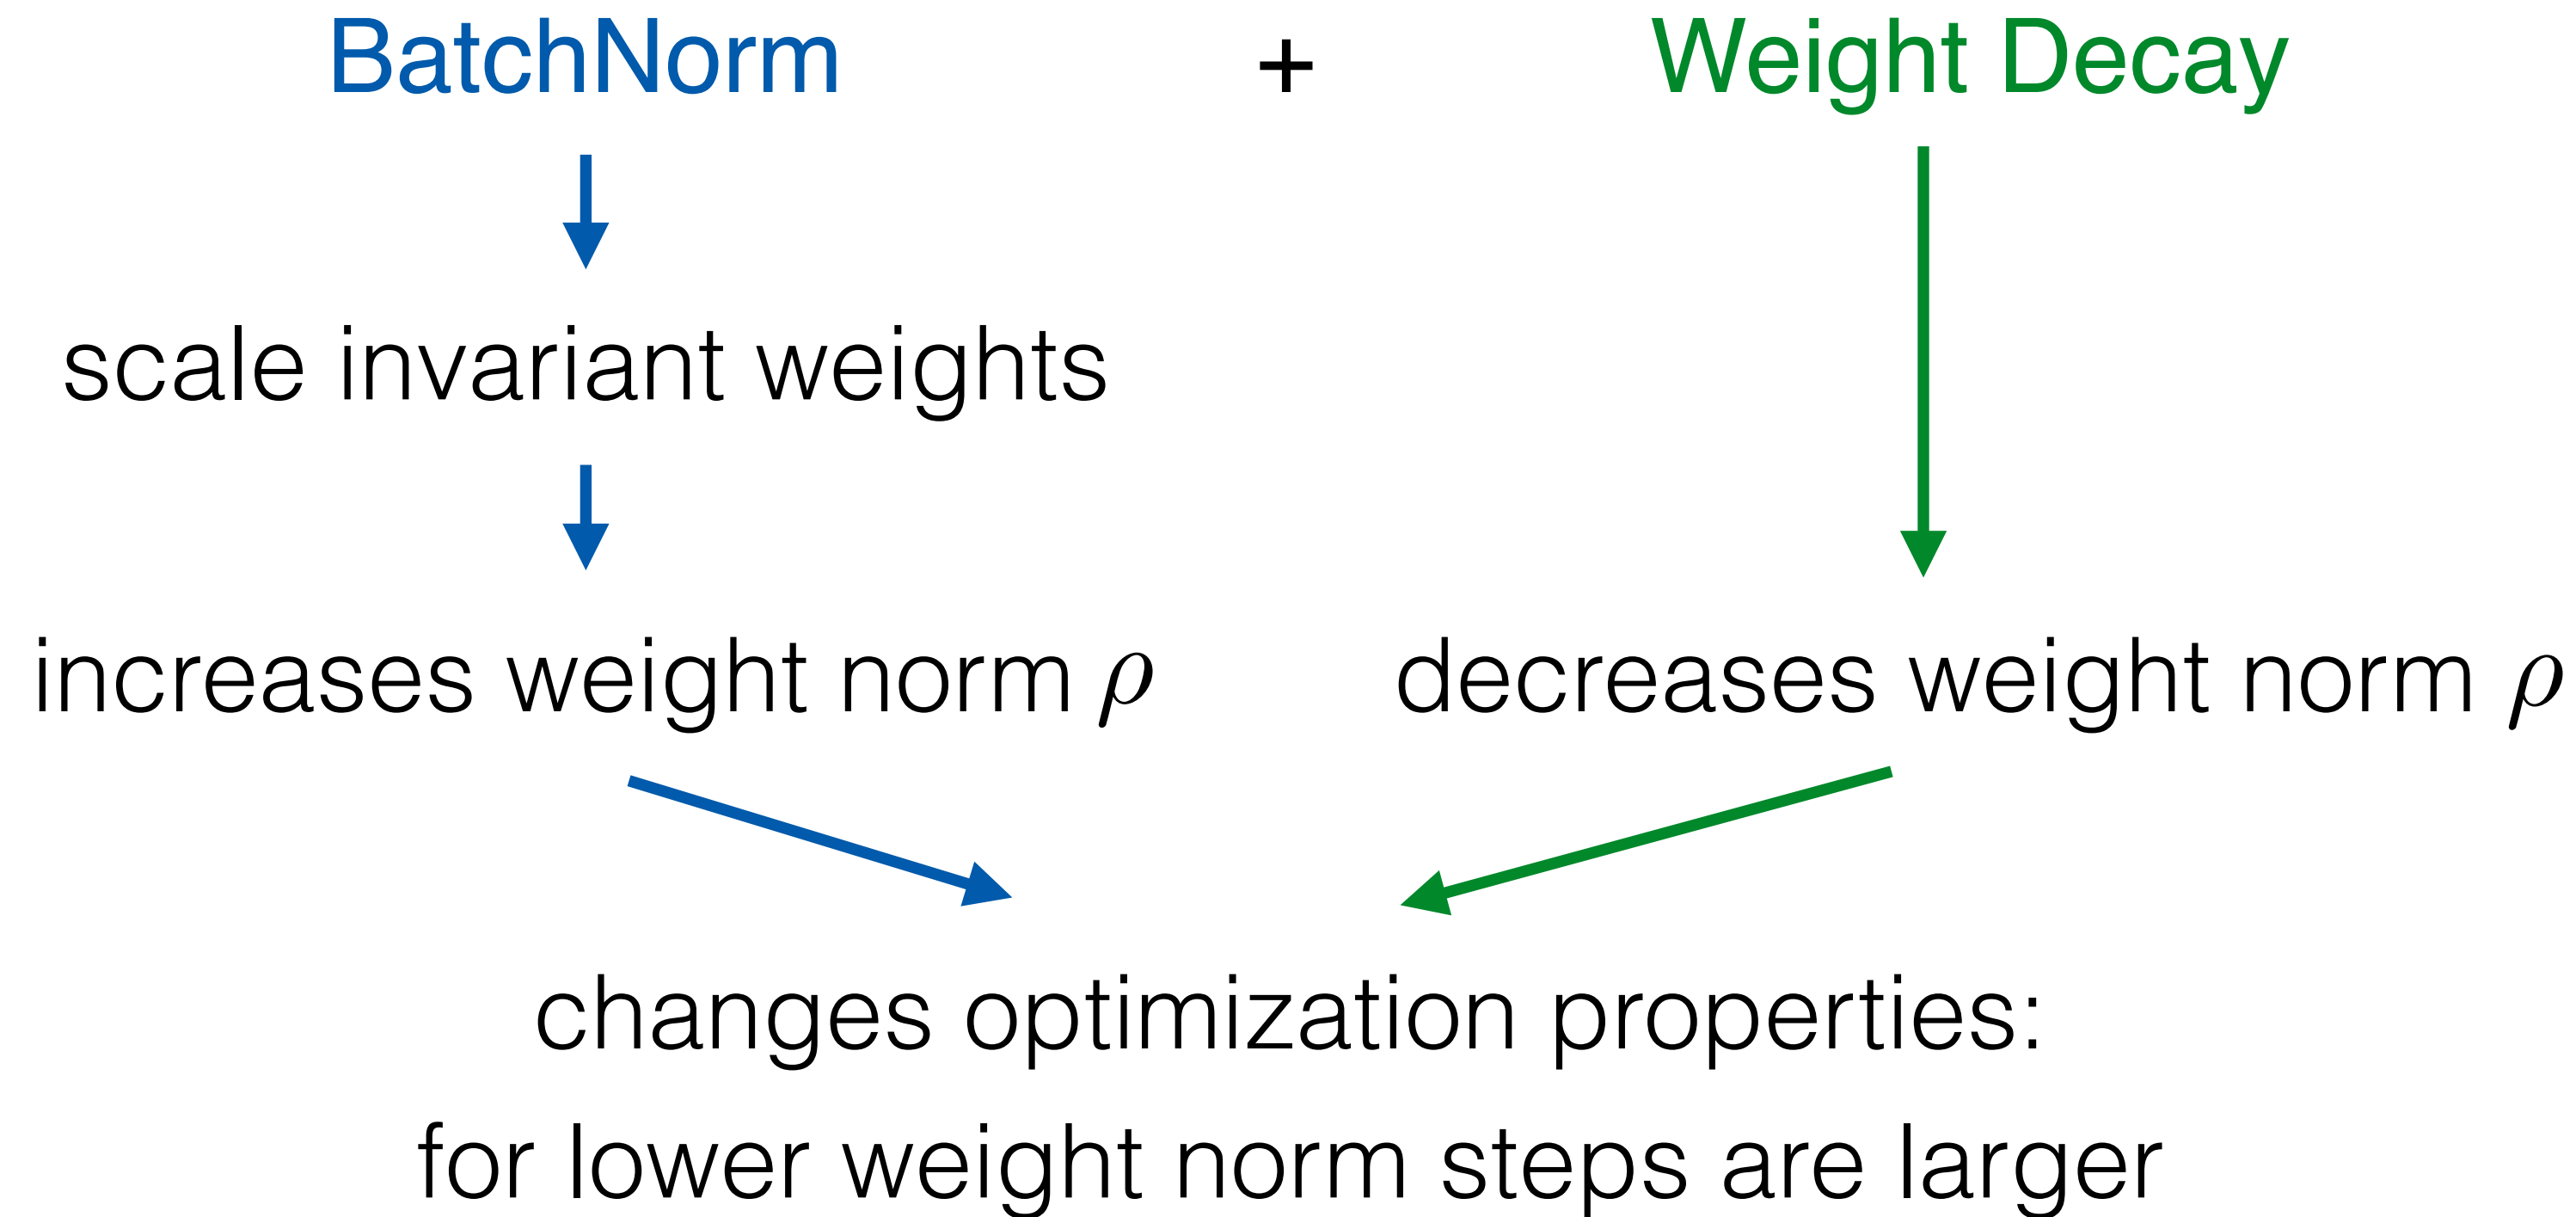 BatchNorm + Weight Decay
scale invariant weights
increases weight norm ρ
decreases weight norm ρ
changes optimization properties:
for lower weight norm steps are larger